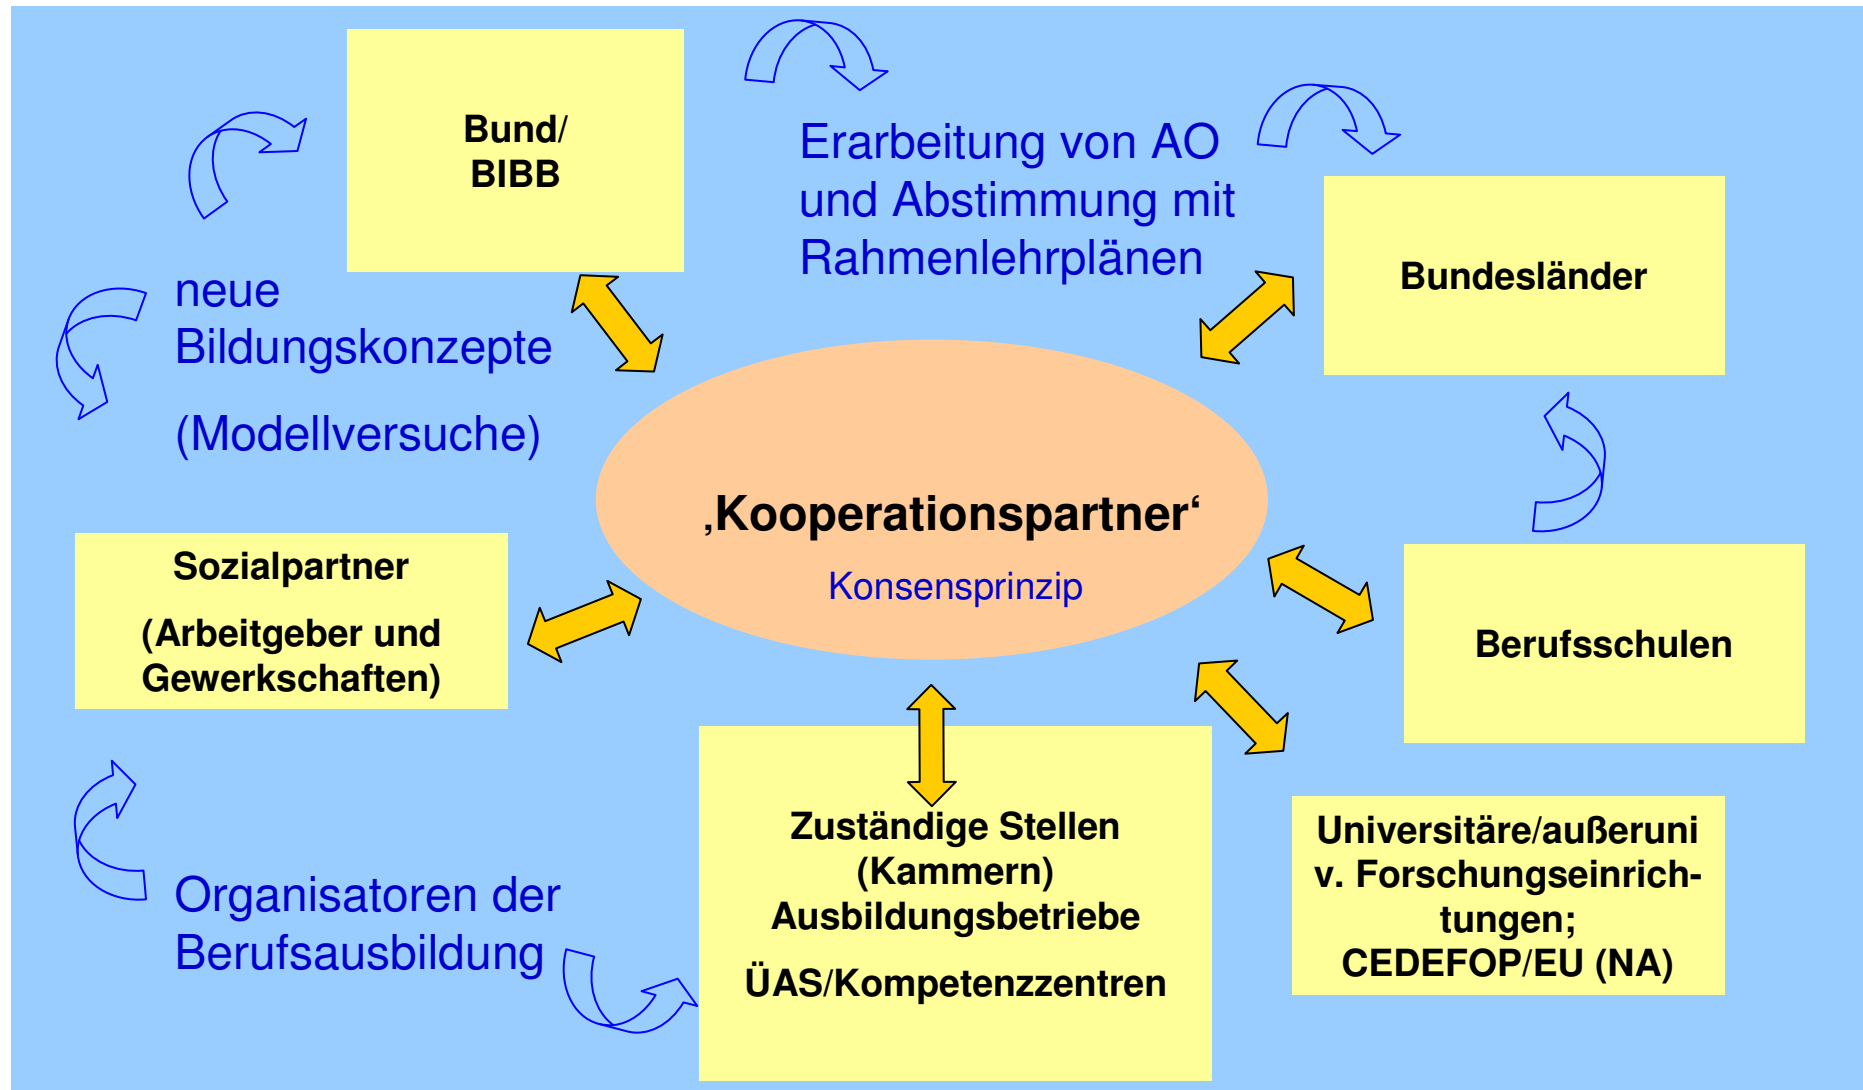 Bund/
BIBB
Erarbeitung von AO
und Abstimmung mit
Rahmenlehrplänen
Bundesländer
neue
Bildungskonzepte
(Modellversuche)
‚Kooperationspartner‘
Konsensprinzip
Sozialpartner
(Arbeitgeber und
Gewerkschaften)
Berufsschulen
Organisatoren der
Berufsausbildung
Zuständige Stellen
(Kammern)
Ausbildungsbetriebe
ÜAS/Kompetenzzentren
Universitäre/außeruni
v. Forschungseinrich-
tungen;
CEDEFOP/EU (NA)